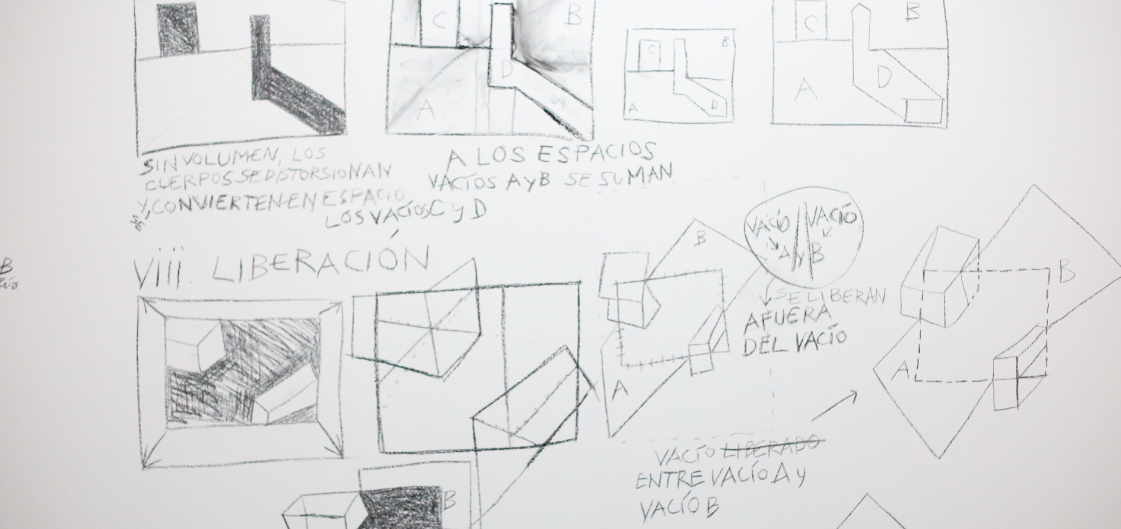 C
B
A
D
C
B
A
D
C
B
A
D
SIN VOLUMEN, LOS
CUERPOS SE DISTORSIONAN
Y CONVIERTEN EN ESPACIO
LOS VACÍOS C Y D
A LOS ESPACIOS
VACÍOS A Y B SE SUMAN
viii. LIBERACIÓN
B
A
VACÍO VACÍO
A B
SE LIBERAN
AFUERA
DEL VACÍO
B
A
VACÍO LIBERADO
ENTRE VACÍO A Y
VACÍO B
B
B